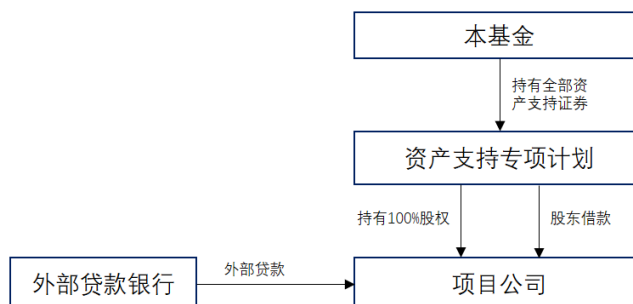 本基金
持有全部资
产支持证券
资产支持专项计划
持有100%股权
股东借款
外部贷款银行
外部贷款
项目公司